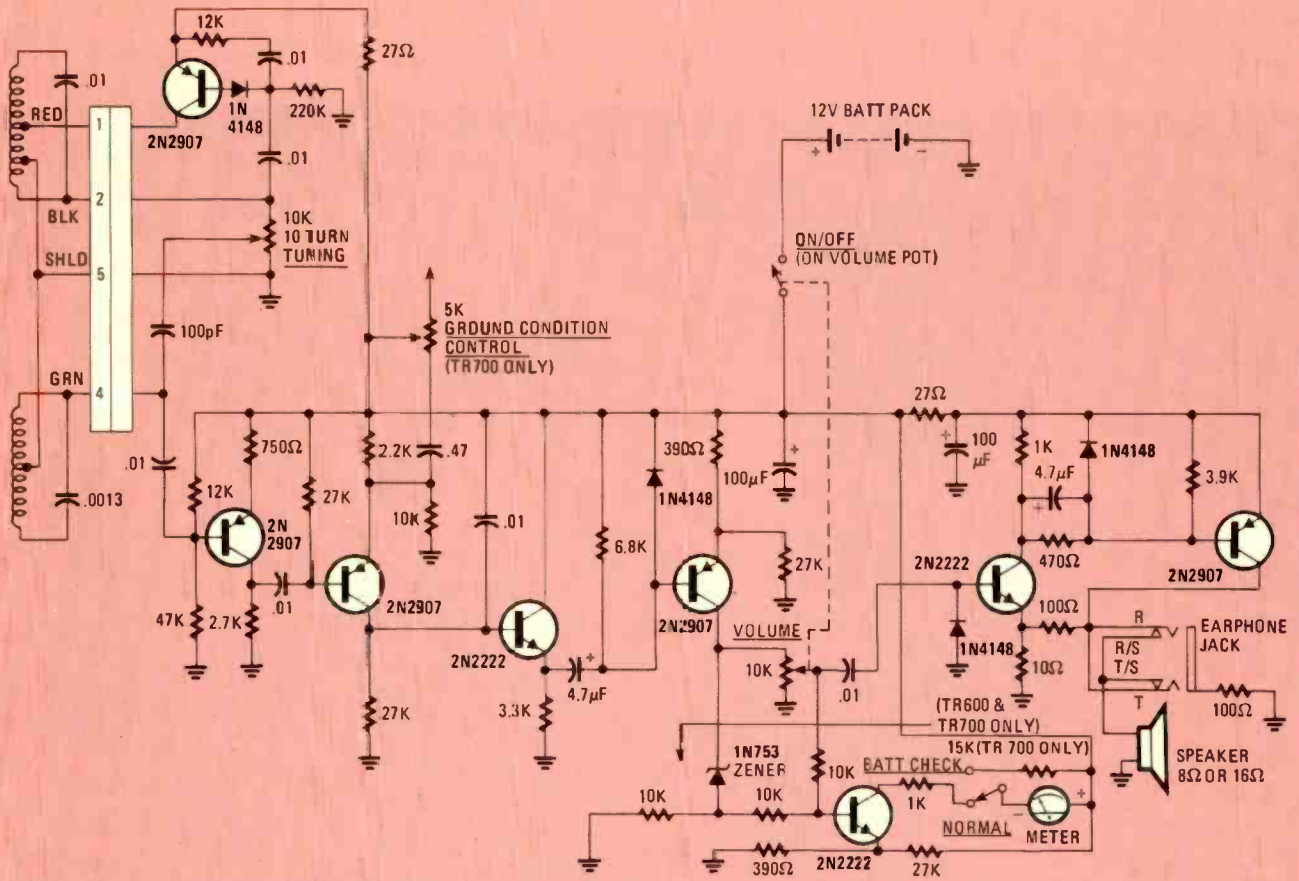 12K
.01
27Ω
.01
1N
4148
220K
RED
1
2N2907
12V BATT PACK
+
-
.01
2
BLK
10K
10 TURN
TUNING
SHLD
5
ON/OFF
(ON VOLUME POT)
5K
GROUND CONDITION
CONTROL
(TR700 ONLY)
100pF
GRN
4
27Ω
750Ω
2.2K
.47
390Ω
+
100µF
+
100
µF
1K
1N4148
.01
12K
27K
1N4148
4.7µF
+
3.9K
.0013
10K
.01
2N
2907
6.8K
27K
2N2222
470Ω
2N2907
.01
2N2907
2N2907
47K
2.7K
2N2222
VOLUME
1N4148
100Ω
R
EARPHONE
JACK
R/S
T/S
10K
.01
10Ω
+
4.7µF
T
100Ω
27K
3.3K
(TR600 &
TR700 ONLY)
15K(TR 700 ONLY)
1N753
ZENER
10K
BATT CHECK
SPEAKER
8Ω OR 16Ω
10K
10K
1K
+
-
NORMAL
METER
390Ω
2N2222
27K